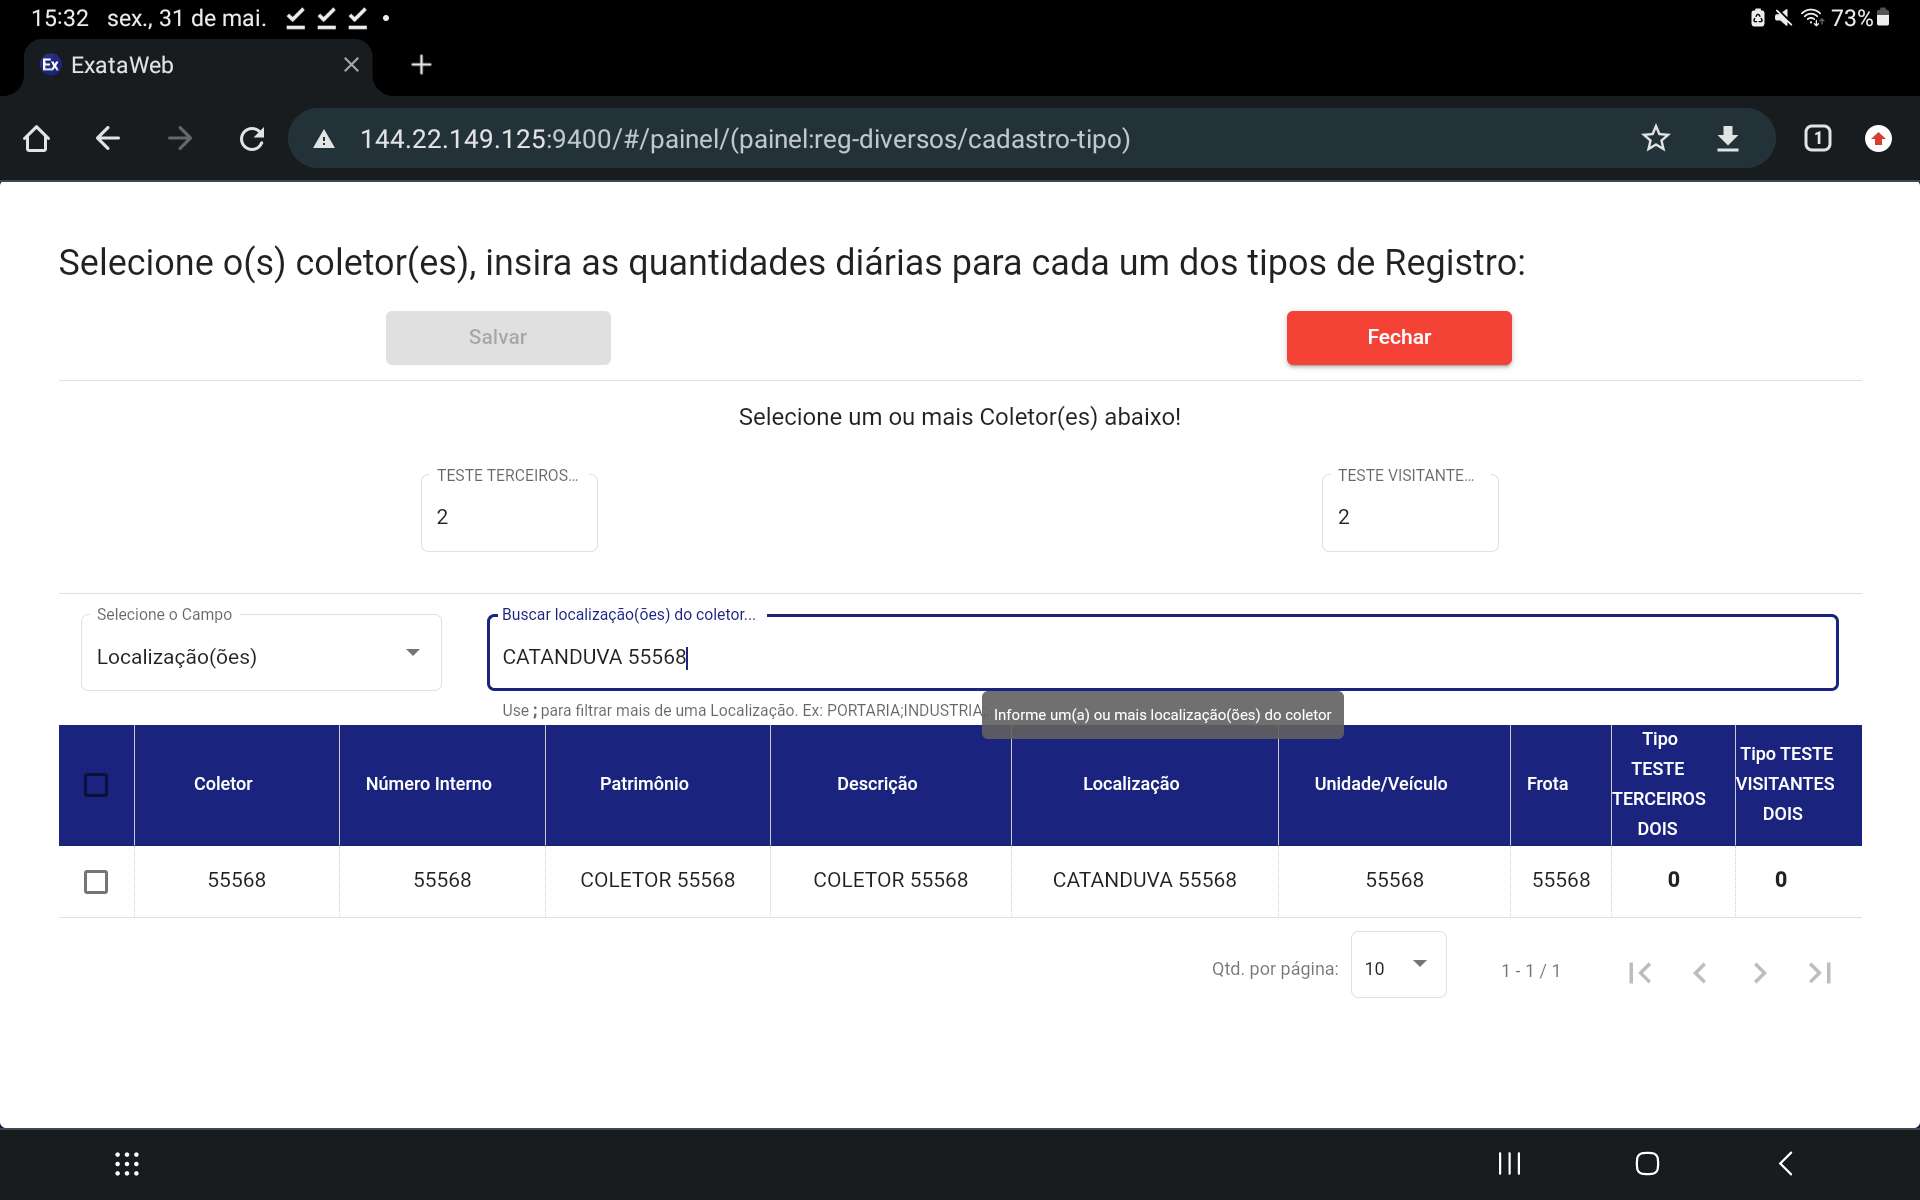 15:32 sex., 31 de mai.
73%
Ex ExataWeb
144.22.149.125:9400/#/painel/(painel:reg-diversos/cadastro-tipo)
1
Selecione o(s) coletor(es), insira as quantidades diárias para cada um dos tipos de Registro:
Salvar Fechar
Selecione um ou mais Coletor(es) abaixo!
TESTE TERCEIROS... TESTE VISITANTE...
2 2
Selecione o Campo Buscar localização(ões) do coletor...
Localização(ões) CATANDUVA 55568
Use ; para filtrar mais de uma Localização. Ex: PORTARIA;INDUSTRIA
Informe um(a) ou mais localização(ões) do coletor
Coletor Número Interno Patrimônio Descrição Localização Unidade/Veículo Frota Tipo TESTE TERCEIROS DOIS Tipo TESTE VISITANTES DOIS
55568 55568 COLETOR 55568 COLETOR 55568 CATANDUVA 55568 55568 55568 0 0
Qtd. por página: 10 1 - 1 / 1